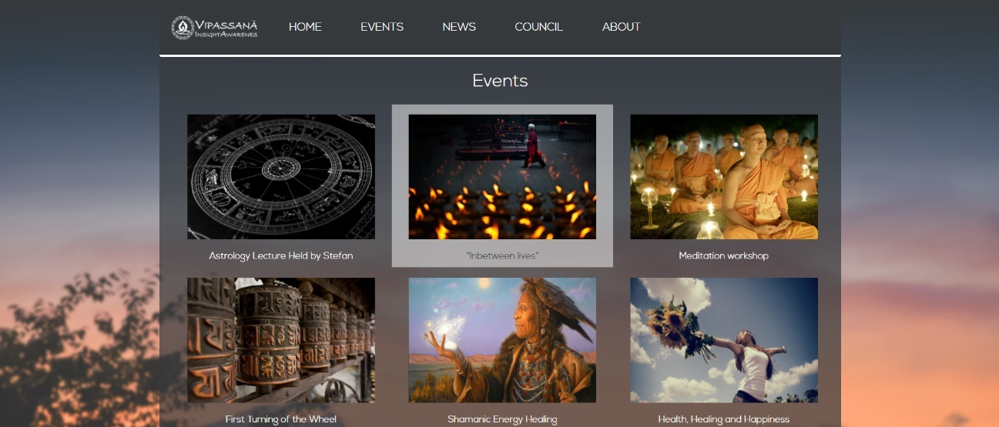 VIPASSANĀ
INSIGHTAWARENES
HOME EVENTS NEWS COUNCIL ABOUT
Events
Astrology Lecture Held by Stefan
"Inbetween lives"
Meditation workshop
First Turning of the Wheel
Shamanic Energy Healing
Health, Healing and Happiness